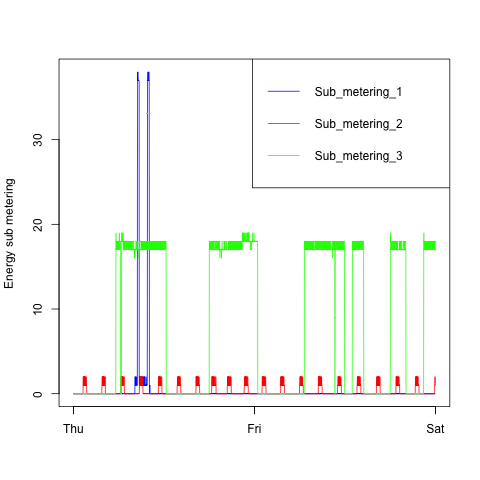 Sub_metering_1
Sub_metering_2
Sub_metering_3
Energy sub metering
30
20
10
0
Thu Fri Sat